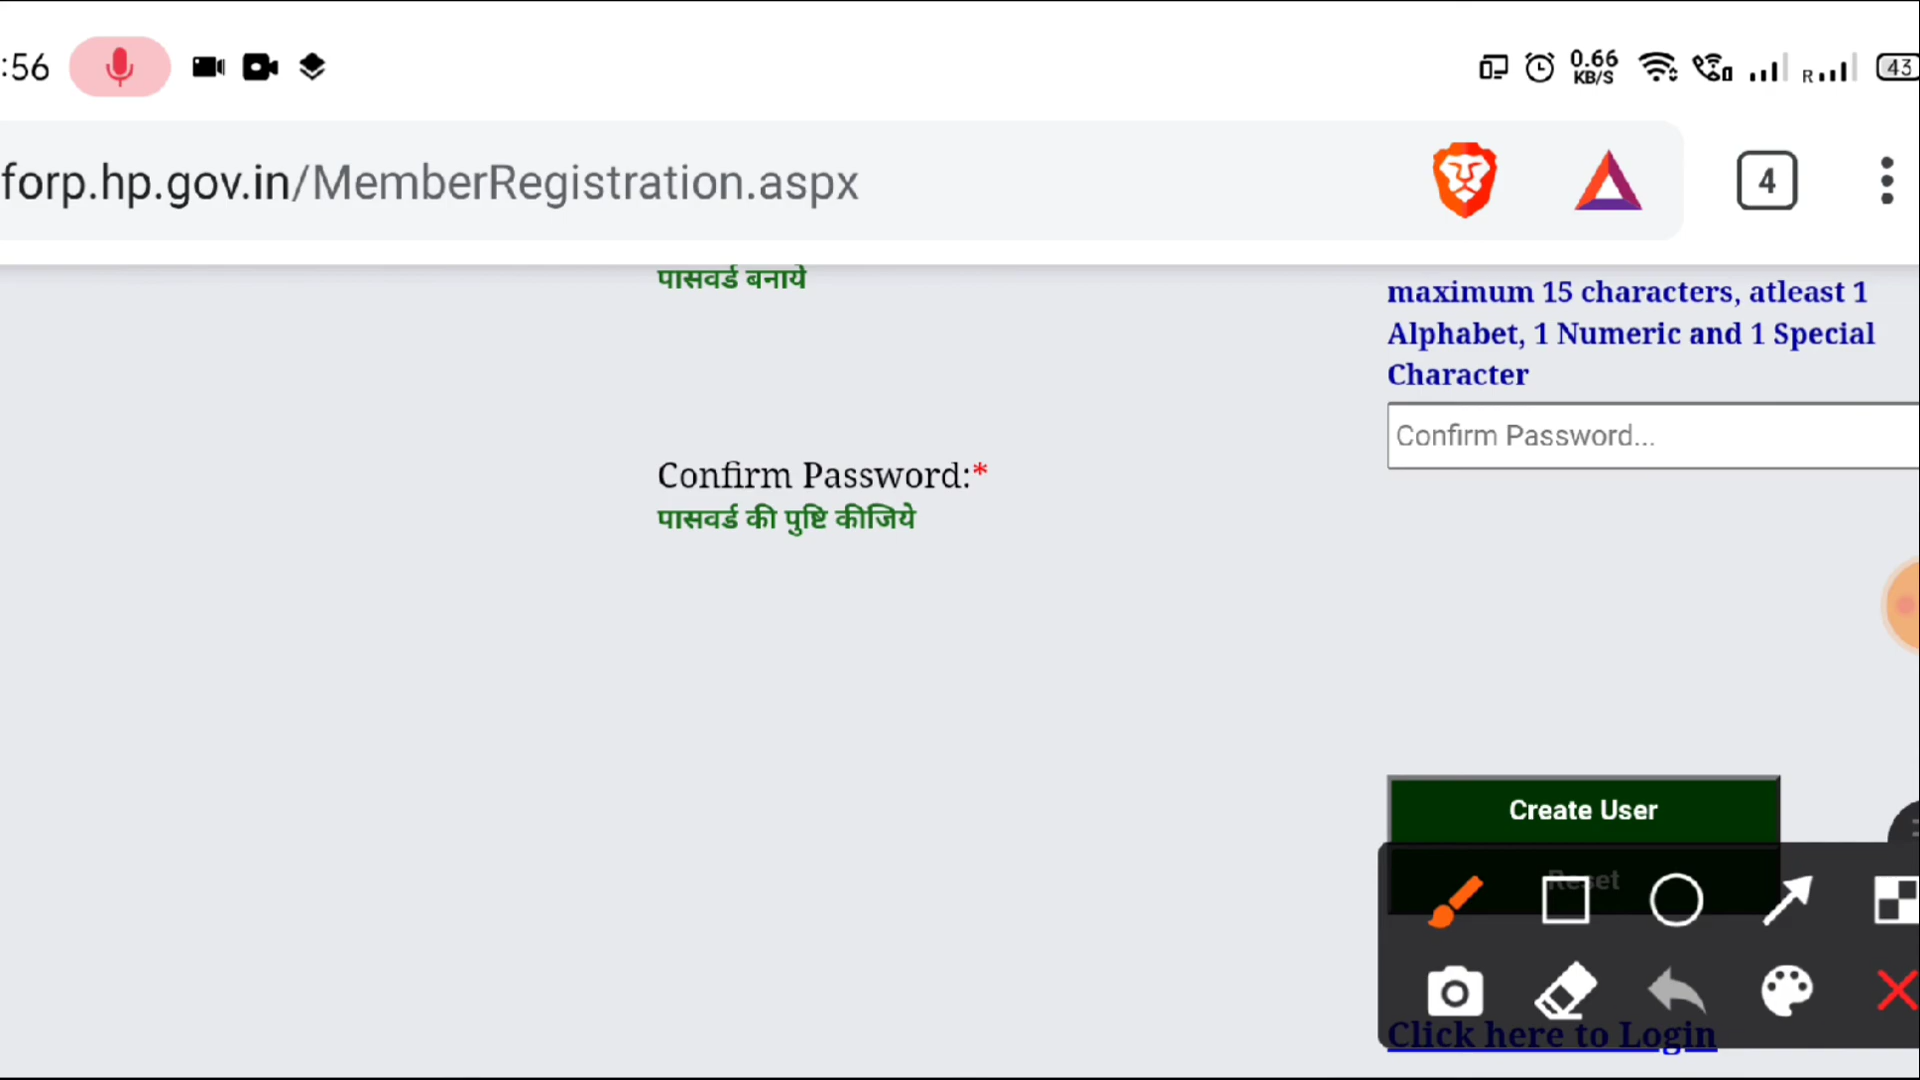 :56
0.66
KB/S
R
43
forp.hp.gov.in/MemberRegistration.aspx
4
पासवर्ड बनाये
maximum 15 characters, atleast 1
Alphabet, 1 Numeric and 1 Special
Character
Confirm Password...
Confirm Password:*
पासवर्ड की पुष्टि कीजिये
Create User
Reset
Click here to Login